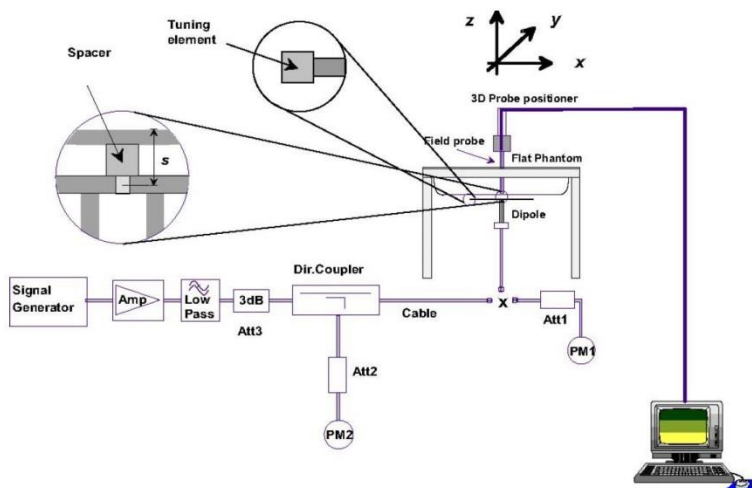 Tuning
element
Spacer
s
z
y
x
3D Probe positioner
Field probe
Flat Phantom
Dipole
Dir.Coupler
Signal
Generator
Amp
Low
Pass
3dB
Att3
Cable
x
Att1
PM1
Att2
PM2